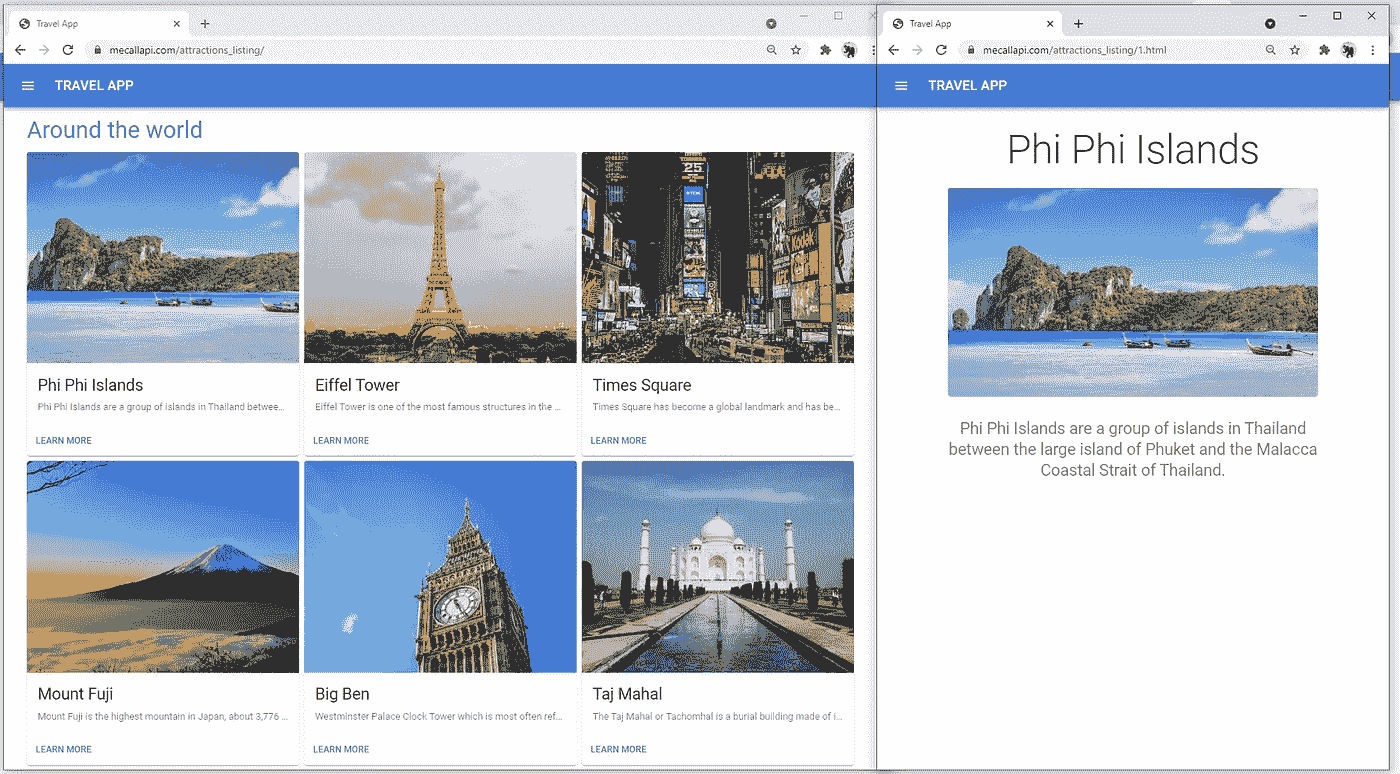 Travel App
mecallapi.com/attractions_listing/
TRAVEL APP
Around the world
TOSHIBA
25
Kodak
Phi Phi Islands
Phi Phi Islands are a group of islands in Thailand betwee...
LEARN MORE
Eiffel Tower
Eiffel Tower is one of the most famous structures in the ...
LEARN MORE
Times Square
Times Square has become a global landmark and has be...
LEARN MORE
Mount Fuji
Mount Fuji is the highest mountain in Japan, about 3,776 ...
LEARN MORE
Big Ben
Westminster Palace Clock Tower which is most often ref...
LEARN MORE
Taj Mahal
The Taj Mahal or Tachomhal is a burial building made of i...
LEARN MORE
Travel App
mecallapi.com/attractions_listing/1.html
TRAVEL APP
Phi Phi Islands
Phi Phi Islands are a group of islands in Thailand
between the large island of Phuket and the Malacca
Coastal Strait of Thailand.